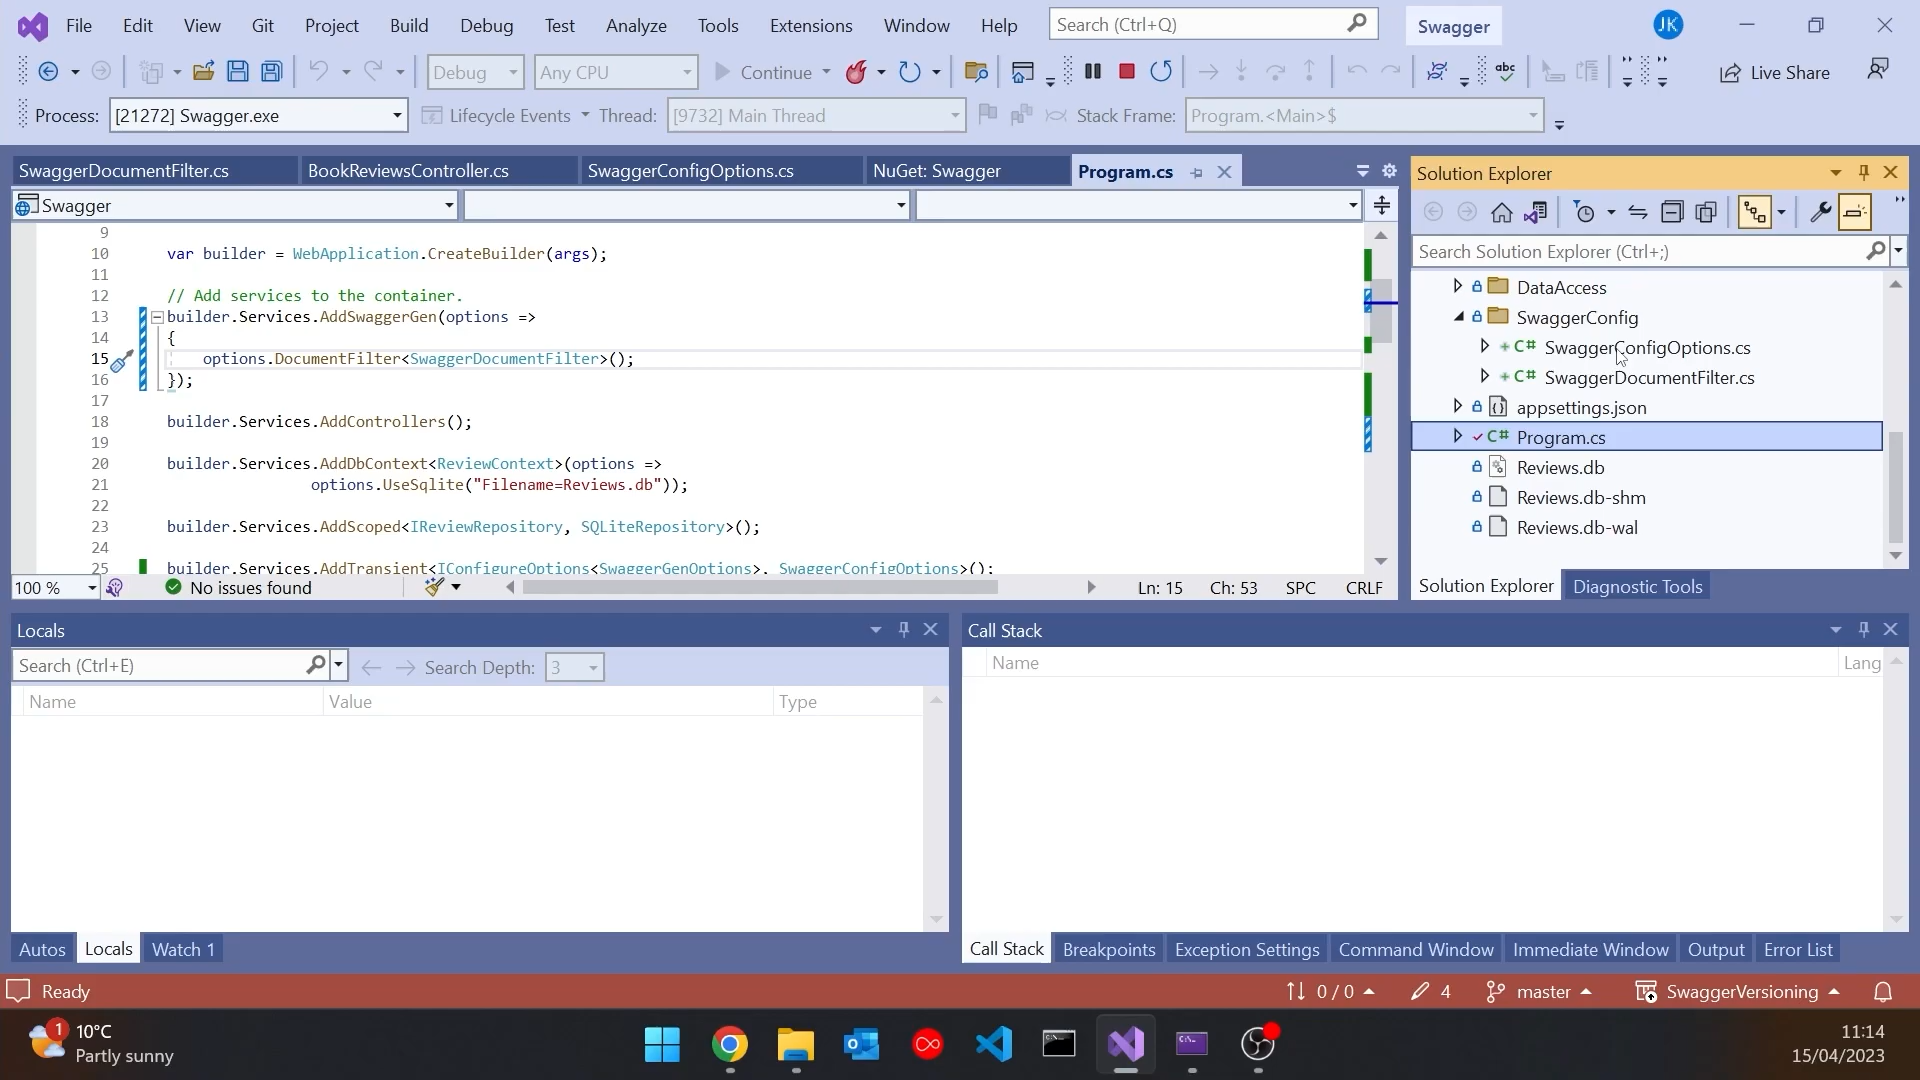 File Edit View Git Project Build Debug Test Analyze Tools Extensions Window Help Search (Ctrl+Q) Swagger JK
Debug Any CPU Continue abc Live Share
Process: [21272] Swagger.exe Lifecycle Events Thread: [9732] Main Thread Stack Frame: Program.<Main>$
SwaggerDocumentFilter.cs BookReviewsController.cs SwaggerConfigOptions.cs NuGet: Swagger Program.cs
Swagger
9
10 var builder = WebApplication.CreateBuilder(args);
11
12 // Add services to the container.
13 builder.Services.AddSwaggerGen(options =>
14 {
15 options.DocumentFilter<SwaggerDocumentFilter>();
16 });
17
18 builder.Services.AddControllers();
19
20 builder.Services.AddDbContext<ReviewContext>(options =>
21 options.UseSqlite("Filename=Reviews.db"));
22
23 builder.Services.AddScoped<IReviewRepository, SQLiteRepository>();
24
25 builder.Services.AddTransient<IConfigureOptions<SwaggerGenOptions>, SwaggerConfigOptions>();
100 % No issues found Ln: 15 Ch: 53 SPC CRLF
Solution Explorer
Search Solution Explorer (Ctrl+;)
DataAccess
SwaggerConfig
C# SwaggerConfigOptions.cs
C# SwaggerDocumentFilter.cs
appsettings.json
C# Program.cs
Reviews.db
Reviews.db-shm
Reviews.db-wal
Solution Explorer Diagnostic Tools
Locals
Search (Ctrl+E) Search Depth: 3
Name Value Type
Autos Locals Watch 1
Call Stack
Name Lang
Call Stack Breakpoints Exception Settings Command Window Immediate Window Output Error List
Ready 0 / 0 4 master SwaggerVersioning
1 10°C
Partly sunny
11:14
15/04/2023